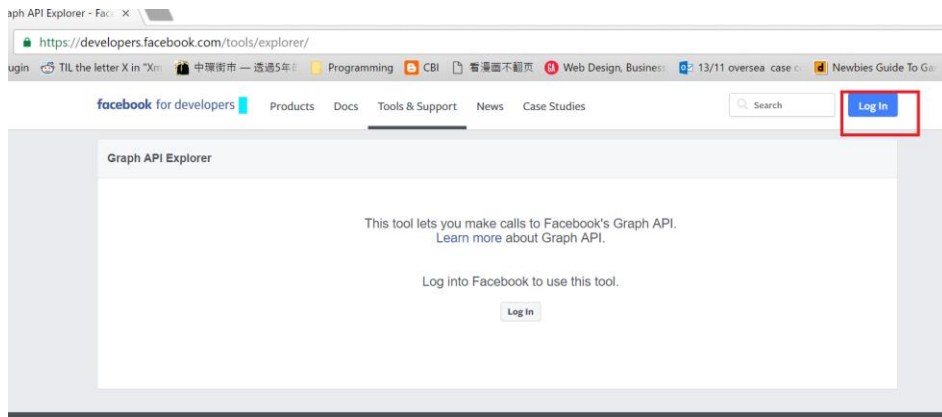 aph API Explorer - Fac
https://developers.facebook.com/tools/explorer/
ugin TIL the letter X in "Xm 中環街市 — 透過5年 Programming CBI 看漫画不翻页 Web Design, Business 13/11 oversea case c Newbies Guide To Ga
facebook for developers Products Docs Tools & Support News Case Studies Search Log In
Graph API Explorer
This tool lets you make calls to Facebook's Graph API.
Learn more about Graph API.
Log into Facebook to use this tool.
Log In